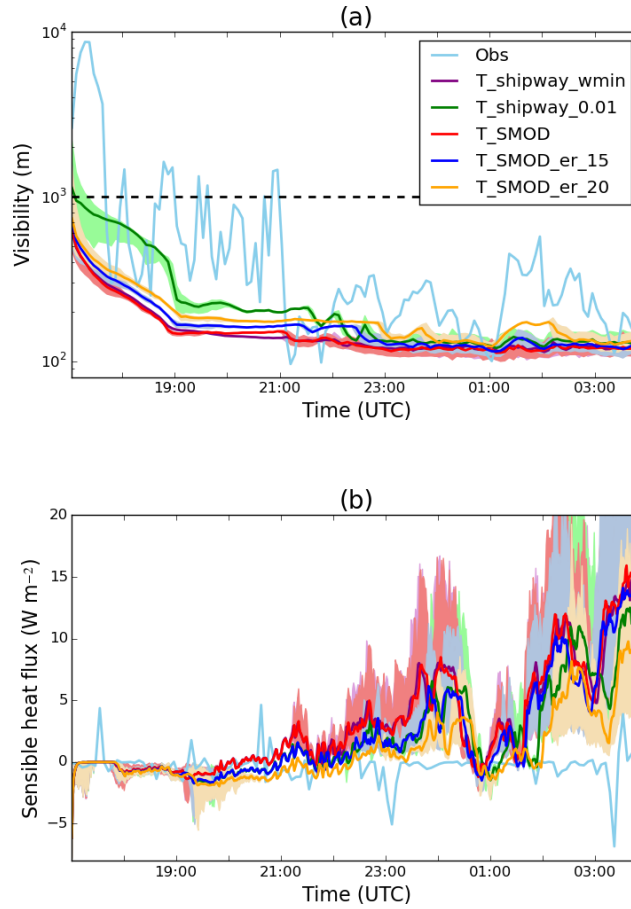 (a)
10⁴
10³
10²
Visibility (m)
Obs
T_shipway_wmin
T_shipway_0.01
T_SMOD
T_SMOD_er_15
T_SMOD_er_20
19:00 21:00 23:00 01:00 03:00
Time (UTC)
(b)
20
15
10
5
0
−5
Sensible heat flux (W m⁻²)
19:00 21:00 23:00 01:00 03:00
Time (UTC)